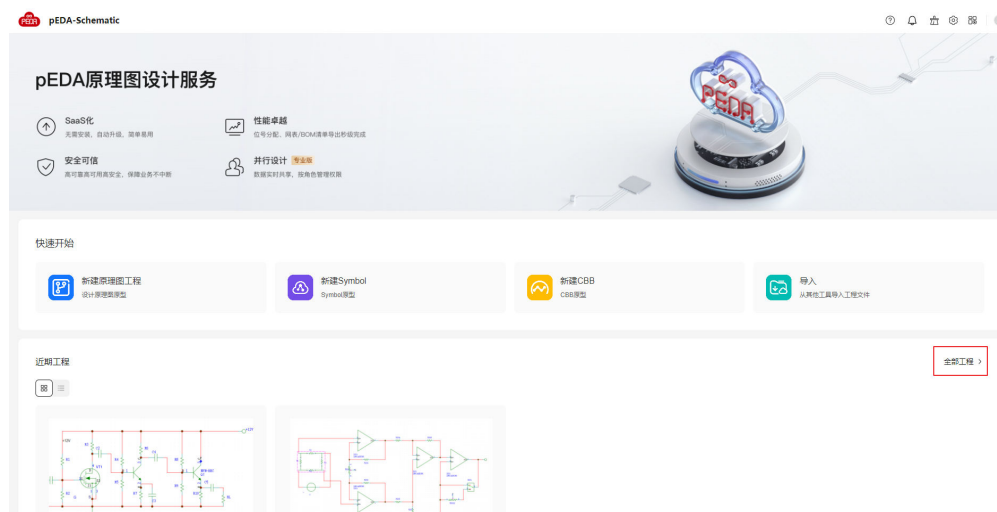 PEDA pEDA-Schematic
pEDA原理图设计服务
PEDA
SaaS化
无需安装、自动升级、简单易用
性能卓越
位号分配、网表/BOM清单导出秒级完成
安全可信
高可靠高可用高安全，保障业务不中断
并行设计 专业版
数据实时共享，按角色管理权限
快速开始
新建原理图工程
设计原理图原型
新建Symbol
Symbol原型
新建CBB
CBB原型
导入
从其他工具导入工程文件
近期工程
全部工程